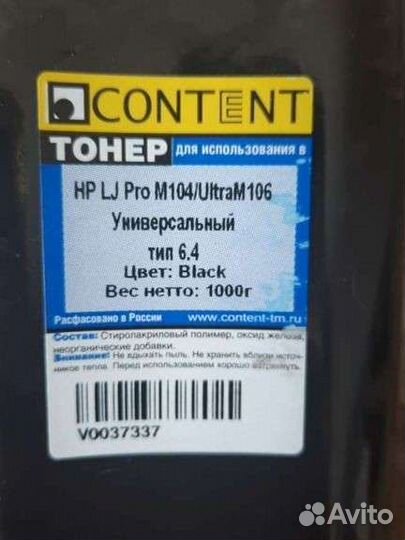 CONTENT
ТОНЕР для использования в
HP LJ Pro M104/UltraM106
Универсальный
тип 6.4
Цвет: Black
Вес нетто: 1000г
Расфасовано в России www.content-tm.ru
Состав: Стиролакриловый полимер, оксид железа,
неорганические добавки.
Внимание! Не вдыхать пыль. Не хранить вблизи источ-
ников тепла. Перед использованием хорошо встряхнуть.
V0037337
Avito